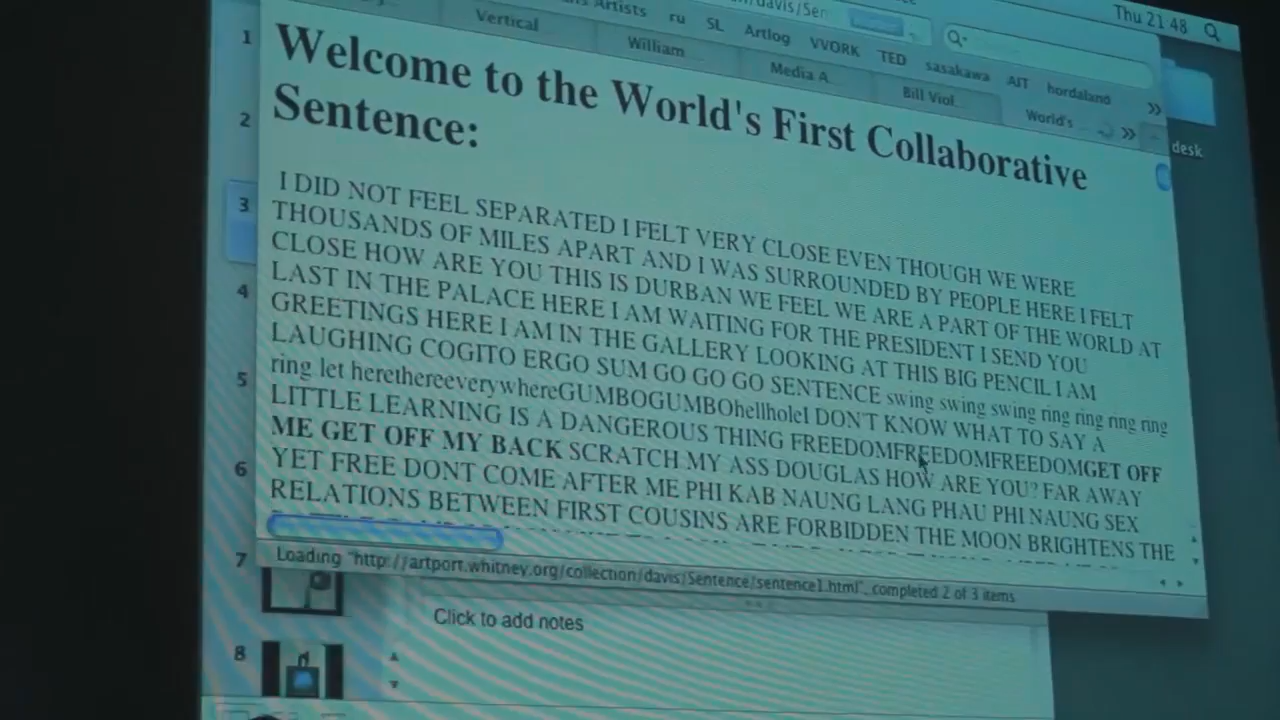 Thu 21:48
Artists ru SL Artlog VVORK TED sasakawa AIT hordaland
Vertical William Media A Bill Viol... World's
desk
Welcome to the World's First Collaborative
Sentence:
I DID NOT FEEL SEPARATED I FELT VERY CLOSE EVEN THOUGH WE WERE
THOUSANDS OF MILES APART AND I WAS SURROUNDED BY PEOPLE HERE I FELT
CLOSE HOW ARE YOU THIS IS DURBAN WE FEEL WE ARE A PART OF THE WORLD AT
LAST IN THE PALACE HERE I AM WAITING FOR THE PRESIDENT I SEND YOU
GREETINGS HERE I AM IN THE GALLERY LOOKING AT THIS BIG PENCIL I AM
LAUGHING COGITO ERGO SUM GO GO GO SENTENCE swing swing swing ring ring ring ring
ring let herethereeverywhereGUMBOGUMBOhellholeI DON'T KNOW WHAT TO SAY A
LITTLE LEARNING IS A DANGEROUS THING FREEDOMFREEDOMFREEDOMGET OFF
ME GET OFF MY BACK SCRATCH MY ASS DOUGLAS HOW ARE YOU? FAR AWAY
YET FREE DONT COME AFTER ME PHI KAB NAUNG LANG PHAU PHI NAUNG SEX
RELATIONS BETWEEN FIRST COUSINS ARE FORBIDDEN THE MOON BRIGHTENS THE
Loading "http://artport.whitney.org/collection/davis/Sentence/sentence1.html", completed 2 of 3 items
Click to add notes
1
2
3
4
5
6
7
8